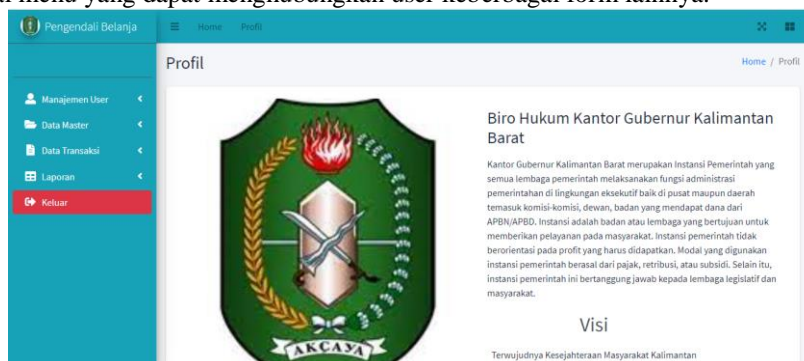 menu yang dapat menghubungkan user keberbagai form lainnya.
Pengendali Belanja
Home Profil
Profil
Home / Profil
Manajemen User
Data Master
Data Transaksi
Laporan
Keluar
Biro Hukum Kantor Gubernur Kalimantan
Barat
Kantor Gubernur Kalimantan Barat merupakan Instansi Pemerintah yang
semua lembaga pemerintah melaksanakan fungsi administrasi
pemerintahan di lingkungan eksekutif baik di pusat maupun daerah
temasuk komisi-komisi, dewan, badan yang mendapat dana dari
APBN/APBD. Instansi adalah badan atau lembaga yang bertujuan untuk
memberikan pelayanan pada masyarakat. Instansi pemerintah tidak
berorientasi pada profit yang harus didapatkan. Modal yang digunakan
instansi pemerintah berasal dari pajak, retribusi, atau subsidi. Selain itu,
instansi pemerintah ini bertanggung jawab kepada lembaga legislatif dan
masyarakat.
Visi
Terwujudnya Kesejahteraan Masyarakat Kalimantan
AKÇAYA